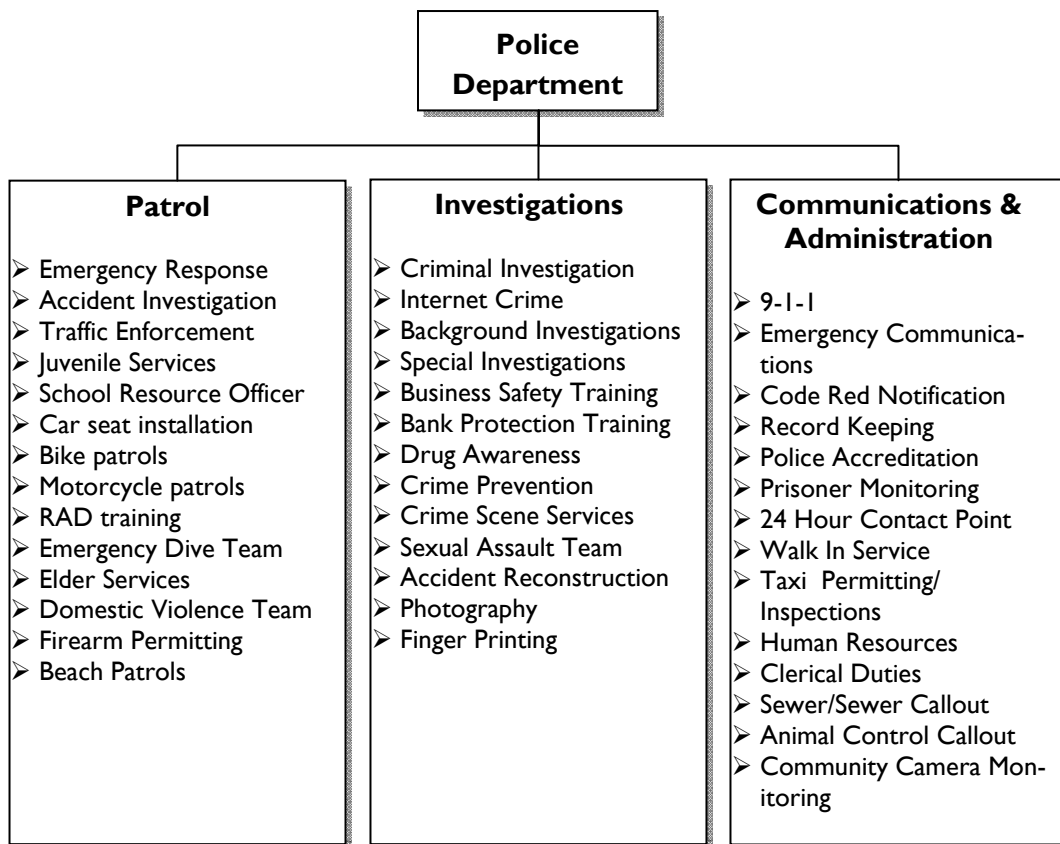 Police
Department
Patrol
➢ Emergency Response
➢ Accident Investigation
➢ Traffic Enforcement
➢ Juvenile Services
➢ School Resource Officer
➢ Car seat installation
➢ Bike patrols
➢ Motorcycle patrols
➢ RAD training
➢ Emergency Dive Team
➢ Elder Services
➢ Domestic Violence Team
➢ Firearm Permitting
➢ Beach Patrols
Investigations
➢ Criminal Investigation
➢ Internet Crime
➢ Background Investigations
➢ Special Investigations
➢ Business Safety Training
➢ Bank Protection Training
➢ Drug Awareness
➢ Crime Prevention
➢ Crime Scene Services
➢ Sexual Assault Team
➢ Accident Reconstruction
➢ Photography
➢ Finger Printing
Communications &
Administration
➢ 9-1-1
➢ Emergency Communica-
tions
➢ Code Red Notification
➢ Record Keeping
➢ Police Accreditation
➢ Prisoner Monitoring
➢ 24 Hour Contact Point
➢ Walk In Service
➢ Taxi Permitting/
Inspections
➢ Human Resources
➢ Clerical Duties
➢ Sewer/Sewer Callout
➢ Animal Control Callout
➢ Community Camera Mon-
itoring